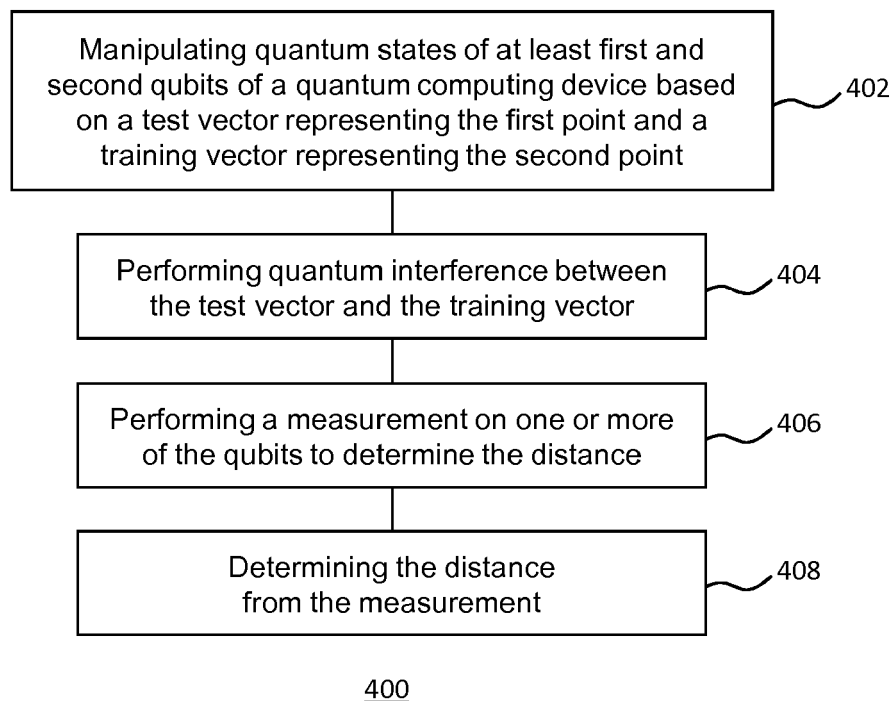 Manipulating quantum states of at least first and
second qubits of a quantum computing device based
on a test vector representing the first point and a
training vector representing the second point
402
Performing quantum interference between
the test vector and the training vector
404
Performing a measurement on one or more
of the qubits to determine the distance
406
Determining the distance
from the measurement
408
400